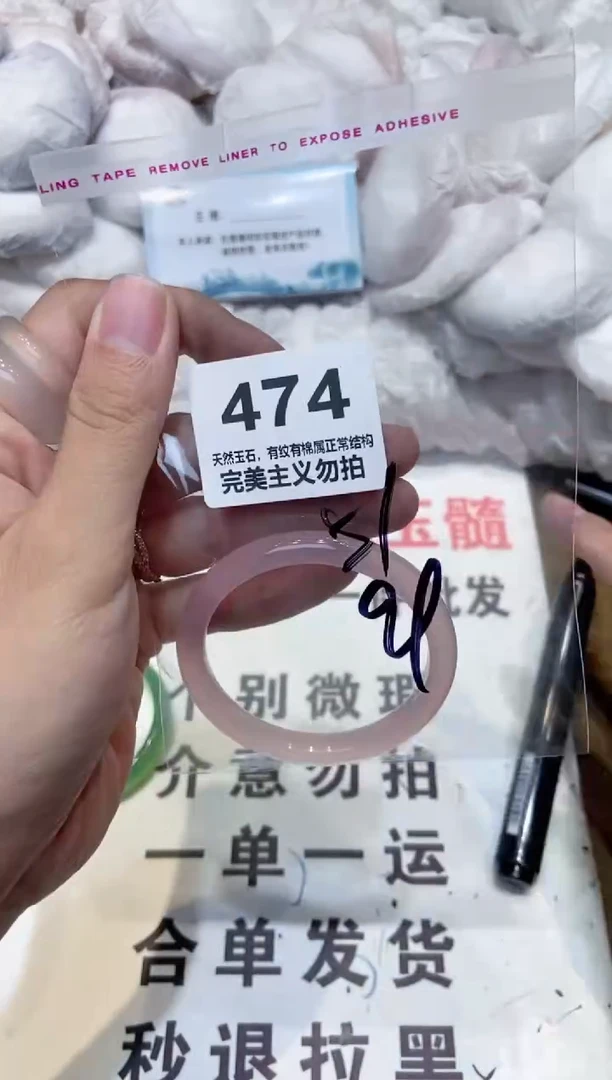 LING TAPE REMOVE LINER TO EXPOSE ADHESIVE
474
天然玉石，有纹有棉属正常结构
完美主义勿拍
玉髓
批发
个别微瑕
介意勿拍
一单一运
合单发货
秒退拉黑